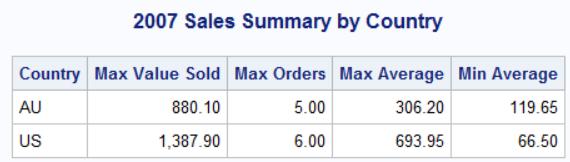 2007 Sales Summary by Country
Country Max Value Sold Max Orders Max Average Min Average
AU 880.10 5.00 306.20 119.65
US 1,387.90 6.00 693.95 66.50